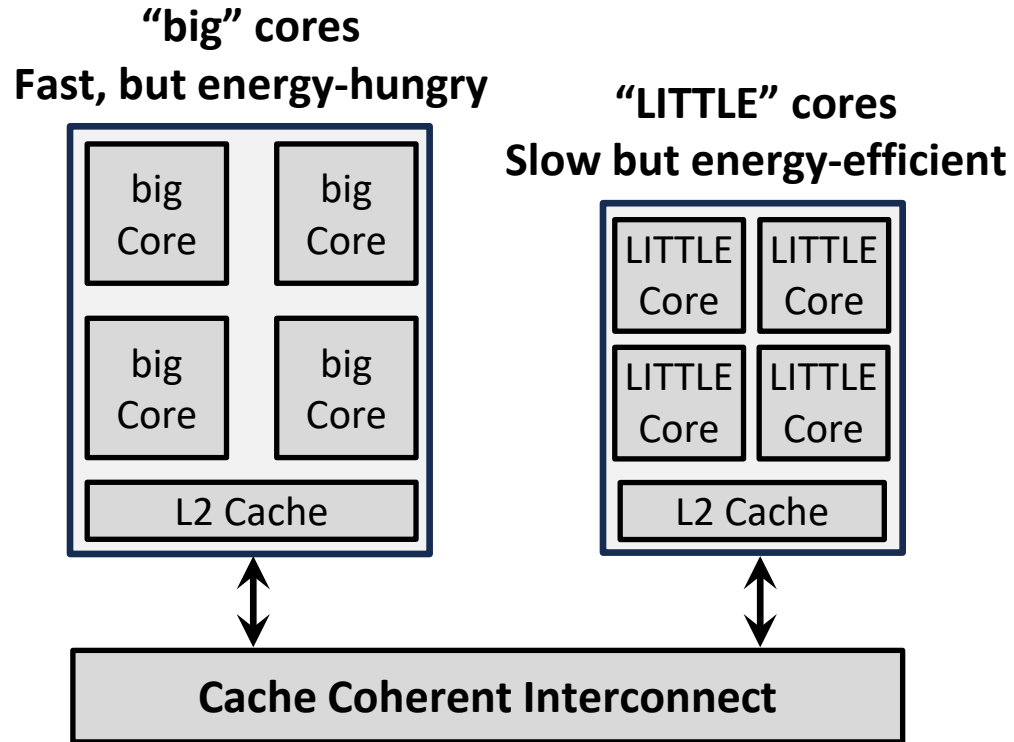 “big” cores
Fast, but energy-hungry
big
Core
big
Core
big
Core
big
Core
L2 Cache
“LITTLE” cores
Slow but energy-efficient
LITTLE
Core
LITTLE
Core
LITTLE
Core
LITTLE
Core
L2 Cache
Cache Coherent Interconnect